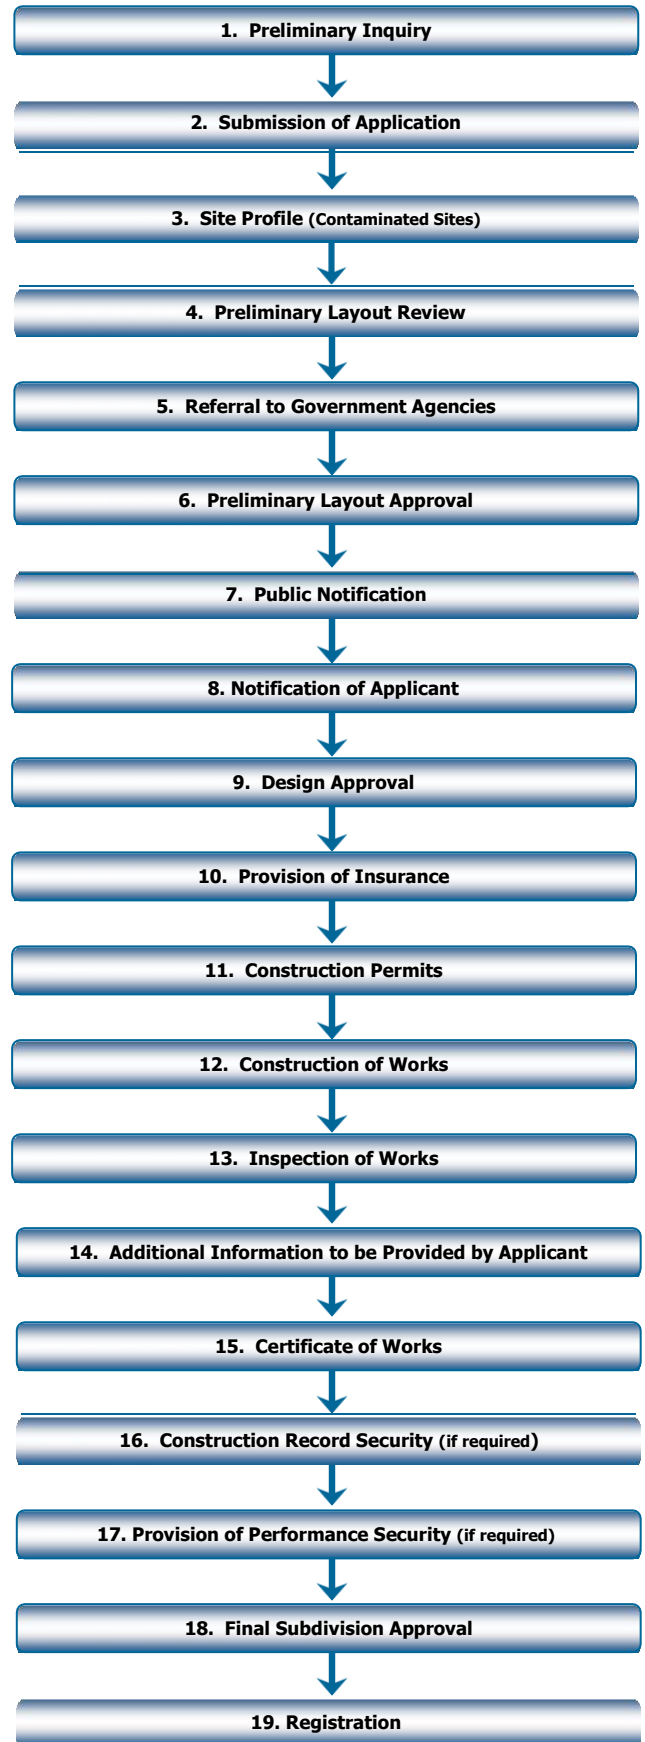 1. Preliminary Inquiry
2. Submission of Application
3. Site Profile (Contaminated Sites)
4. Preliminary Layout Review
5. Referral to Government Agencies
6. Preliminary Layout Approval
7. Public Notification
8. Notification of Applicant
9. Design Approval
10. Provision of Insurance
11. Construction Permits
12. Construction of Works
13. Inspection of Works
14. Additional Information to be Provided by Applicant
15. Certificate of Works
16. Construction Record Security (if required)
17. Provision of Performance Security (if required)
18. Final Subdivision Approval
19. Registration